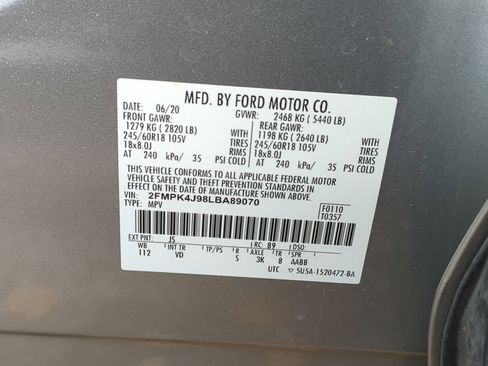 MFD. BY FORD MOTOR CO.
DATE: 06/20 GVWR: 2468 KG ( 5440 LB)
FRONT GAWR: REAR GAWR:
1279 KG ( 2820 LB) WITH 1198 KG ( 2640 LB) WITH
245/60R18 105V TIRES 245/60R18 105V TIRES
18x8.0J RIMS 18x8.0J RIMS
AT 240 kPa/ 35 PSI COLD AT 240 kPa/ 35 PSI COLD
THIS VEHICLE CONFORMS TO ALL APPLICABLE FEDERAL MOTOR
VEHICLE SAFETY AND THEFT PREVENTION STANDARDS IN EFFECT
ON THE DATE OF MANUFACTURE SHOWN ABOVE.
VIN: 2FMPK4J98LBA89070 F0110
TYPE: MPV T0357
EXT PNT: JS RC: 89 DSO:
WB INT TR TP/PS R AXLE TR SPR
112 VD S 3K 8 AABB
UTC 5U5A-1520472-BA